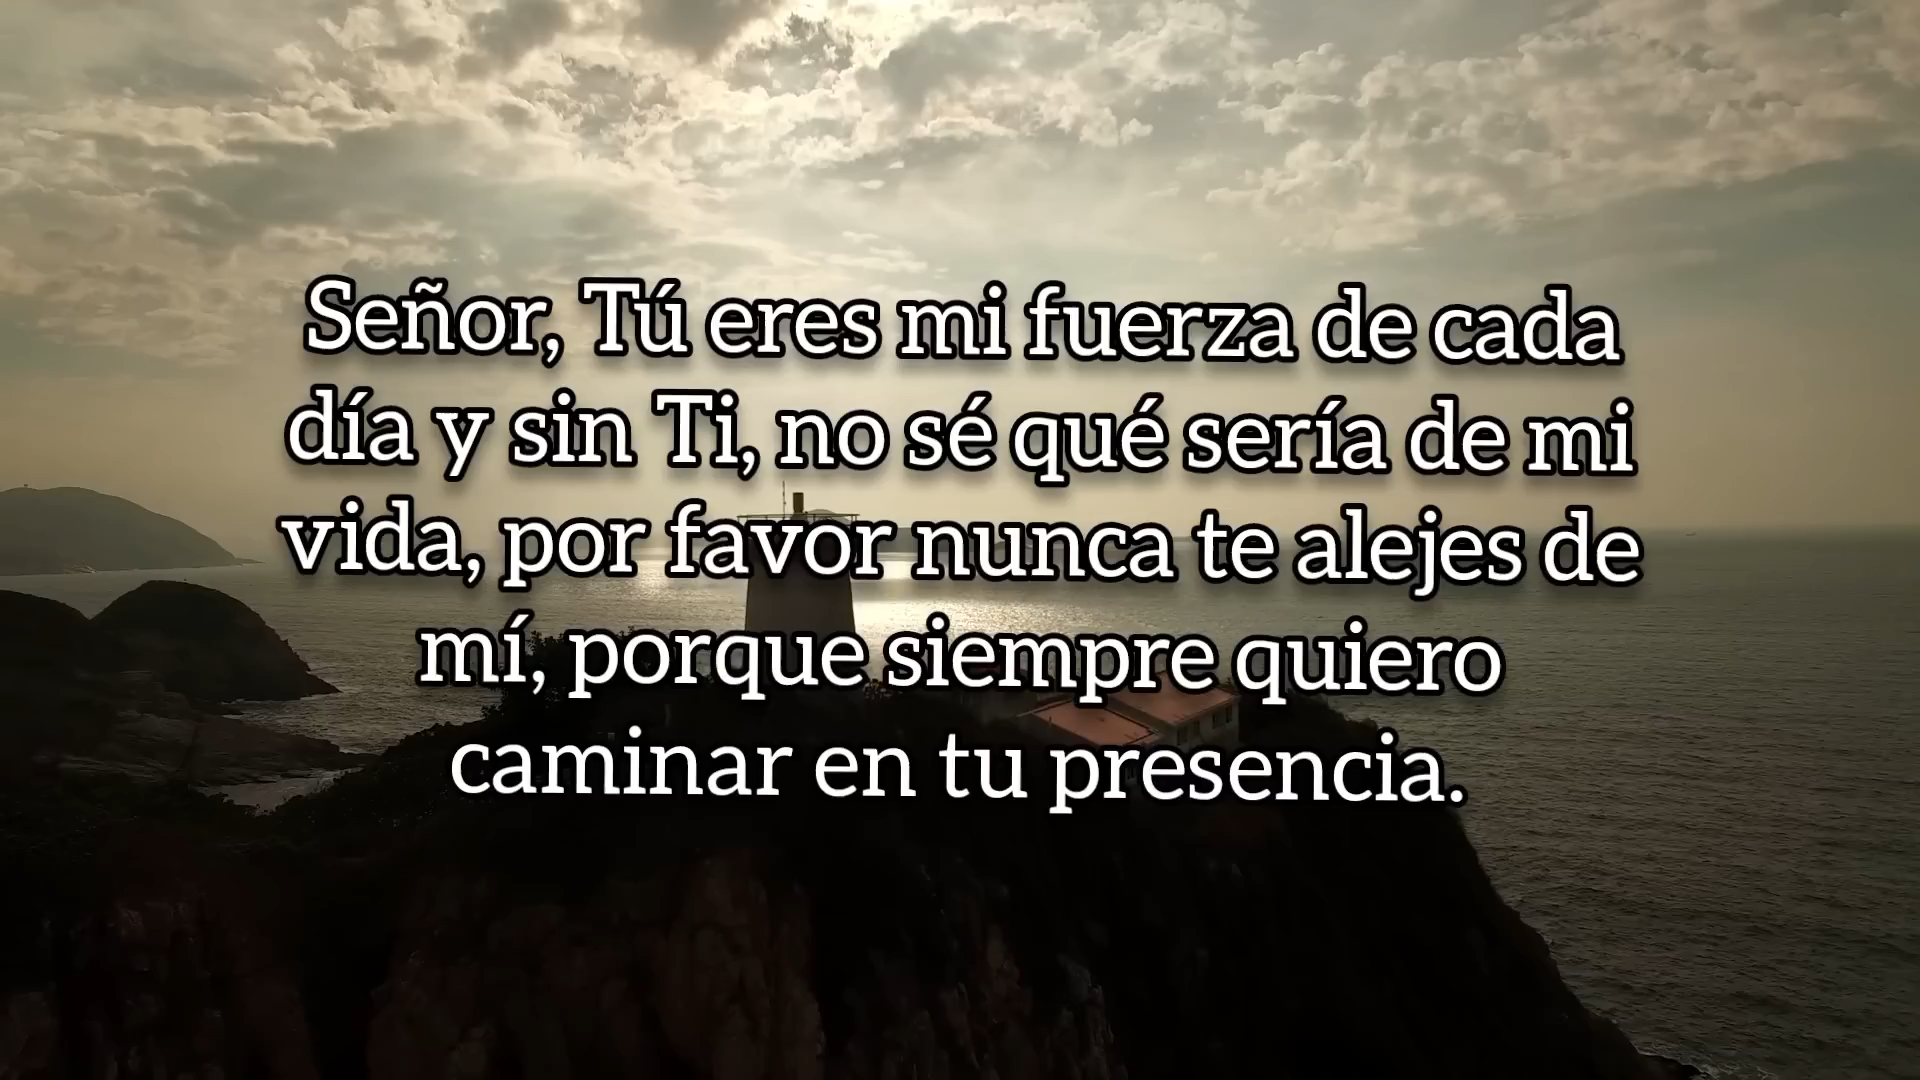 Señor, Tú eres mi fuerza de cada
día y sin Ti, no sé qué sería de mi
vida, por favor nunca te alejes de
mí, porque siempre quiero
caminar en tu presencia.